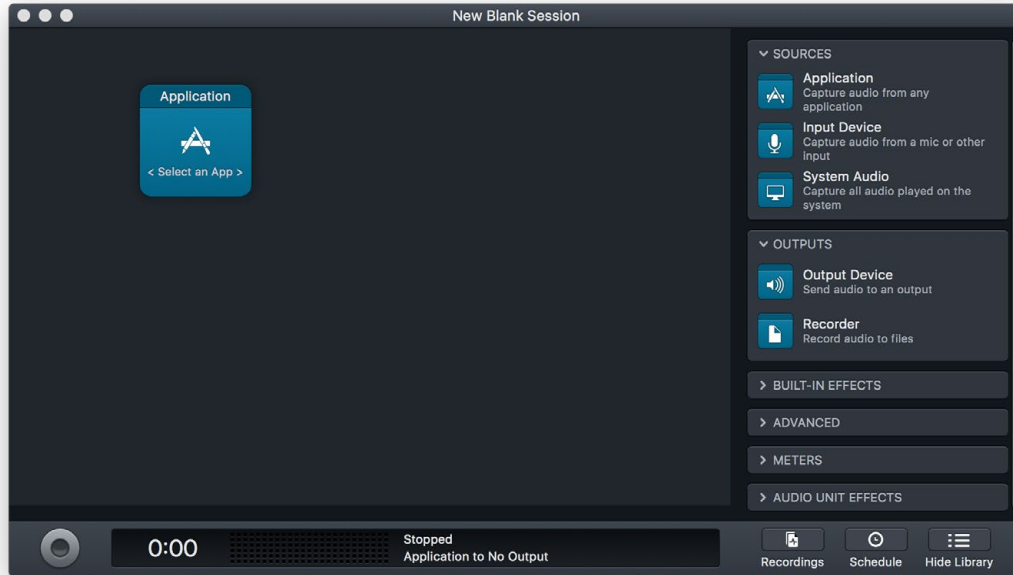 New Blank Session
Application
< Select an App >
SOURCES
Application
Capture audio from any
application
Input Device
Capture audio from a mic or other
input
System Audio
Capture all audio played on the
system
OUTPUTS
Output Device
Send audio to an output
Recorder
Record audio to files
BUILT-IN EFFECTS
ADVANCED
METERS
AUDIO UNIT EFFECTS
0:00
Stopped
Application to No Output
Recordings
Schedule
Hide Library